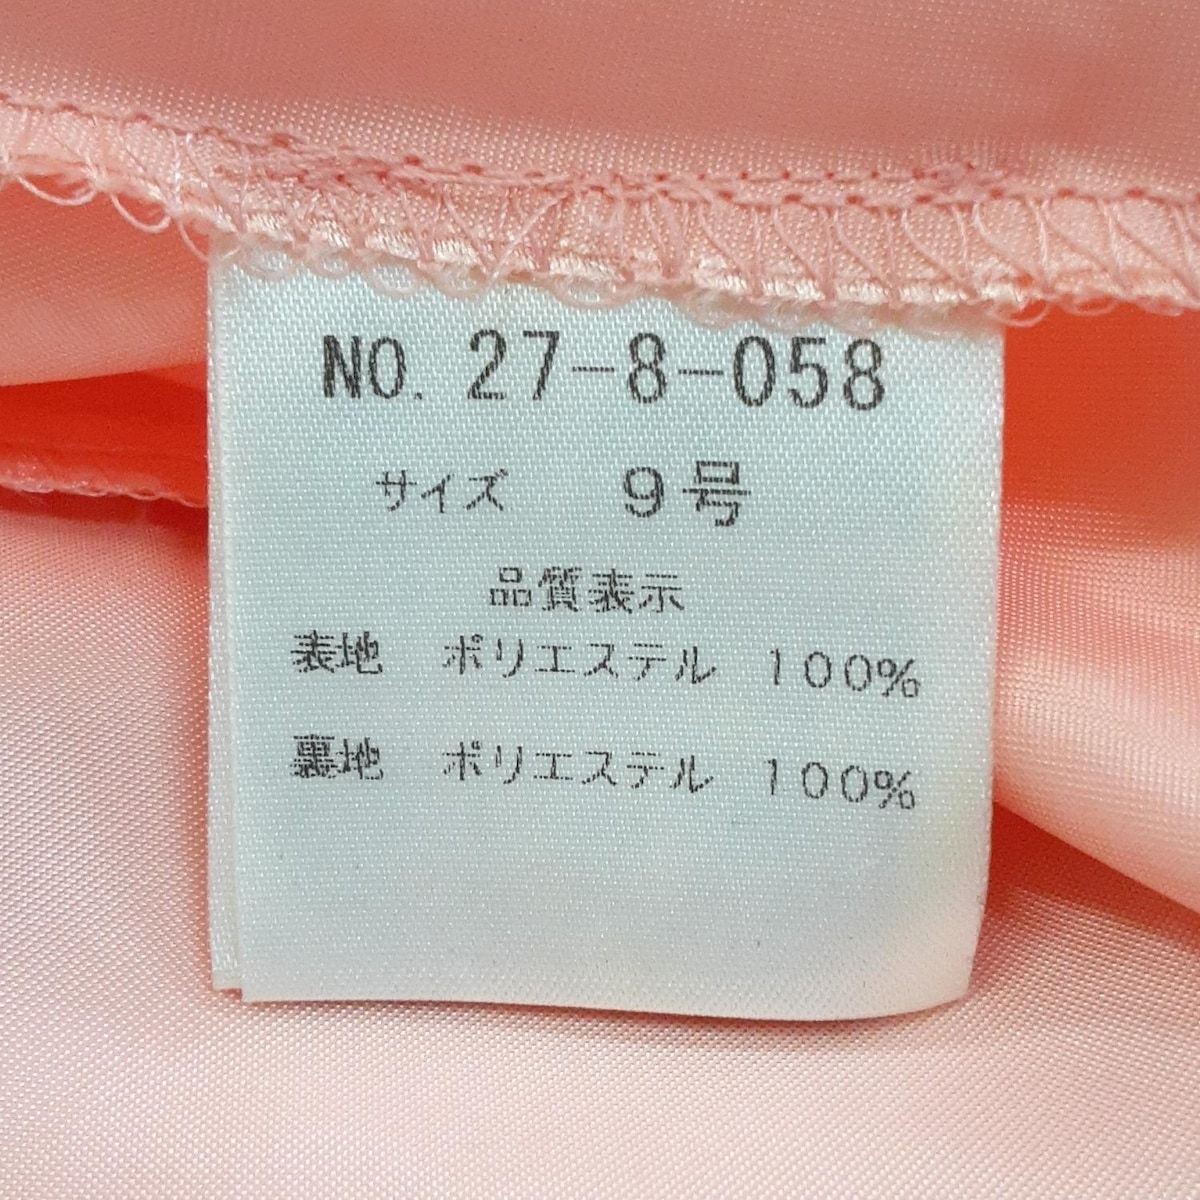 NO. 27-8-058
サイズ 9号
品質表示
表地 ポリエステル 100%
裏地 ポリエステル 100%